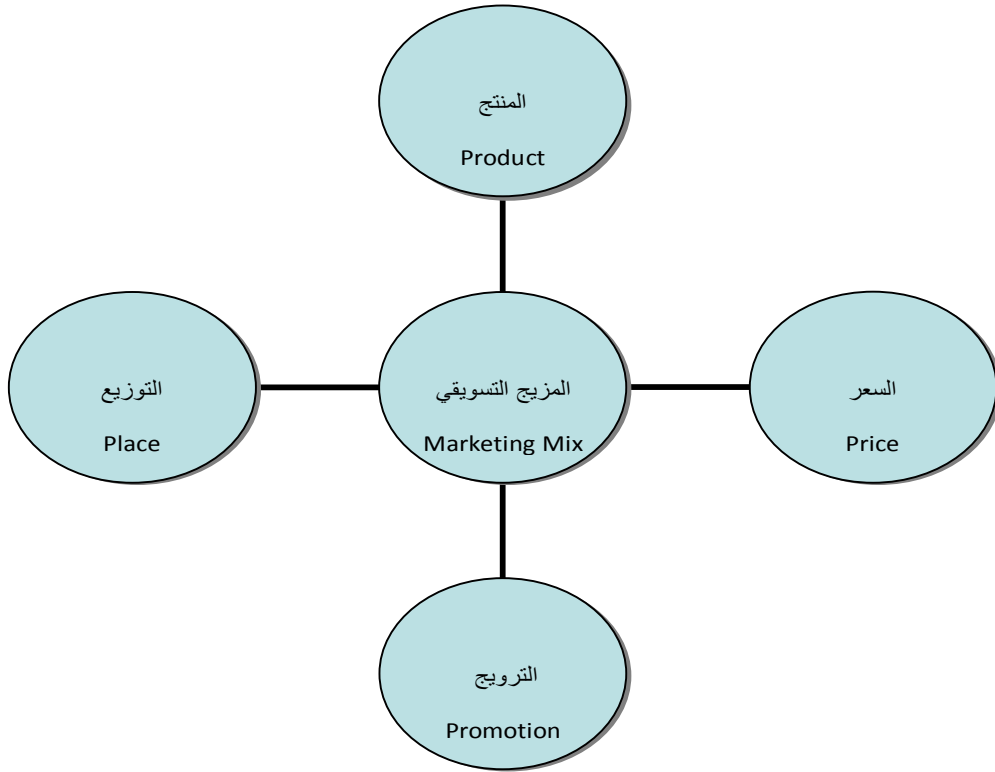 المنتج
Product
التوزيع
Place
المزيج التسويقي
Marketing Mix
السعر
Price
الترويج
Promotion